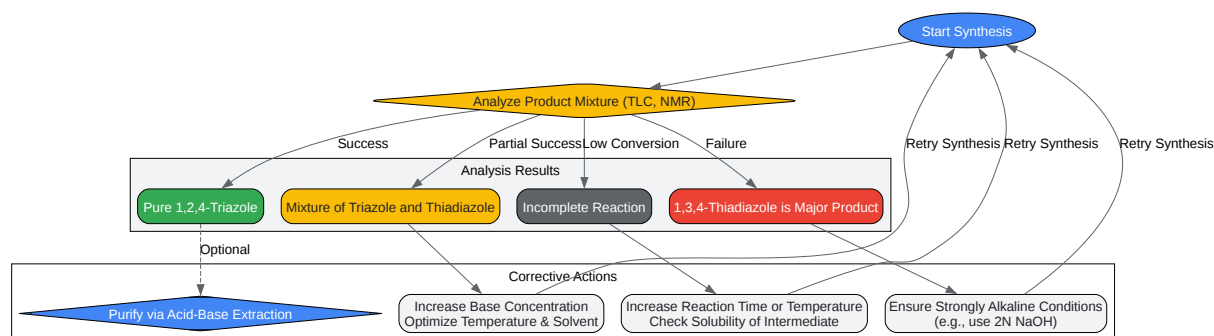 Start Synthesis
Analyze Product Mixture (TLC, NMR)
Success
Partial Success
Low Conversion
Failure
Retry Synthesis
Retry Synthesis
Retry Synthesis
Analysis Results
Pure 1,2,4-Triazole
Mixture of Triazole and Thiadiazole
Incomplete Reaction
1,3,4-Thiadiazole is Major Product
Optional
Corrective Actions
Purify via Acid-Base Extraction
Increase Base Concentration
Optimize Temperature & Solvent
Increase Reaction Time or Temperature
Check Solubility of Intermediate
Ensure Strongly Alkaline Conditions
(e.g., use 2N NaOH)